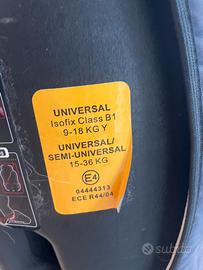 UNIVERSAL
Isofix Class B1
9-18 KG Y
UNIVERSAL/
SEMI-UNIVERSAL
15-36 KG
E4
04444313
ECE R44/04
subito